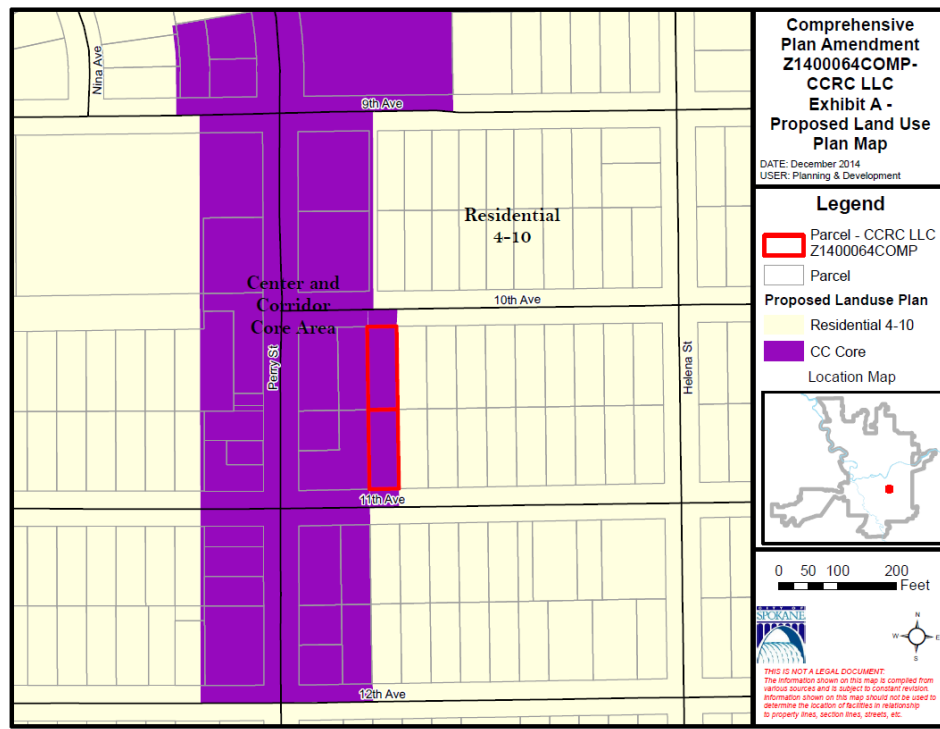 Nina Ave
9th Ave
Residential
4-10
Center and
Corridor
Core Area
10th Ave
Perry St
Helena St
11th Ave
12th Ave
Comprehensive
Plan Amendment
Z1400064COMP-
CCRC LLC
Exhibit A -
Proposed Land Use
Plan Map
DATE: December 2014
USER: Planning & Development
Legend
Parcel - CCRC LLC
Z1400064COMP
Parcel
Proposed Landuse Plan
Residential 4-10
CC Core
Location Map
0 50 100 200
Feet
CITY OF
SPOKANE
N
W E
S
THIS IS NOT A LEGAL DOCUMENT:
The information shown on this map is compiled from
various sources and is subject to constant revision.
Information shown on this map should not be used to
determine the location of facilities in relationship
to property lines, section lines, streets, etc.